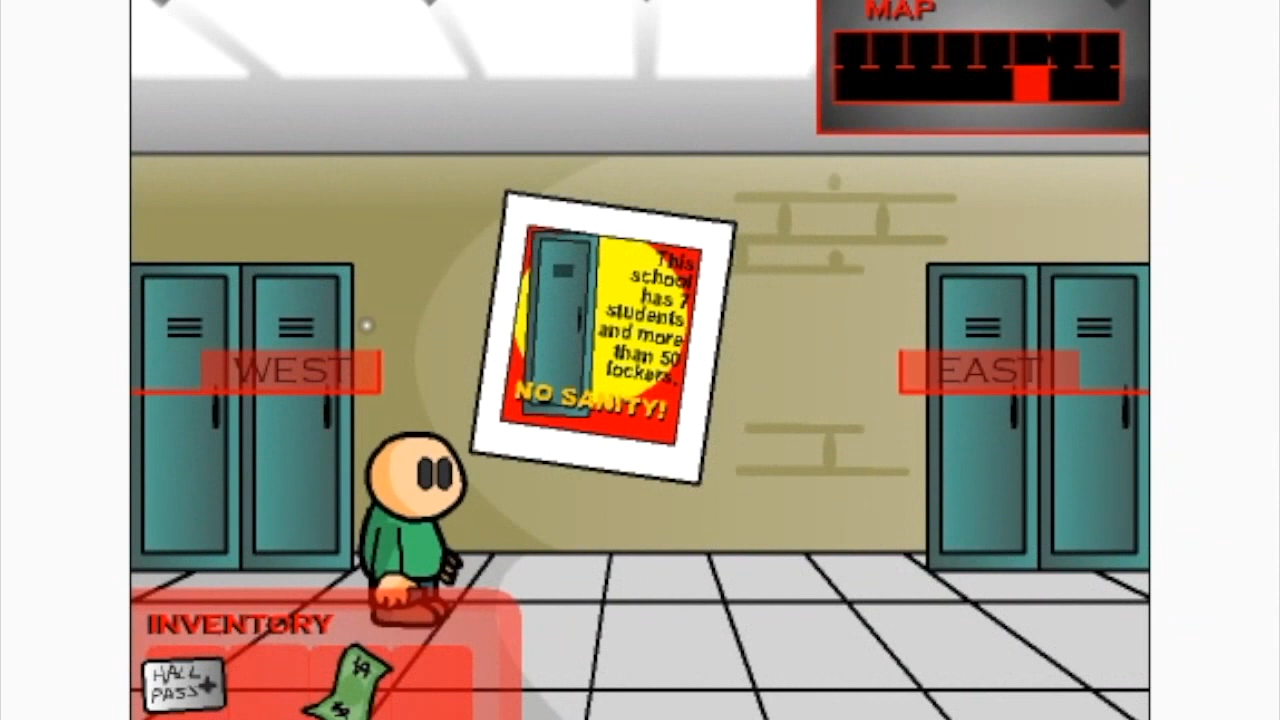 MAP
This
school
has 7
students
and more
than 50
lockers.
NO SANITY!
WEST
EAST
INVENTORY
HALL
PASS